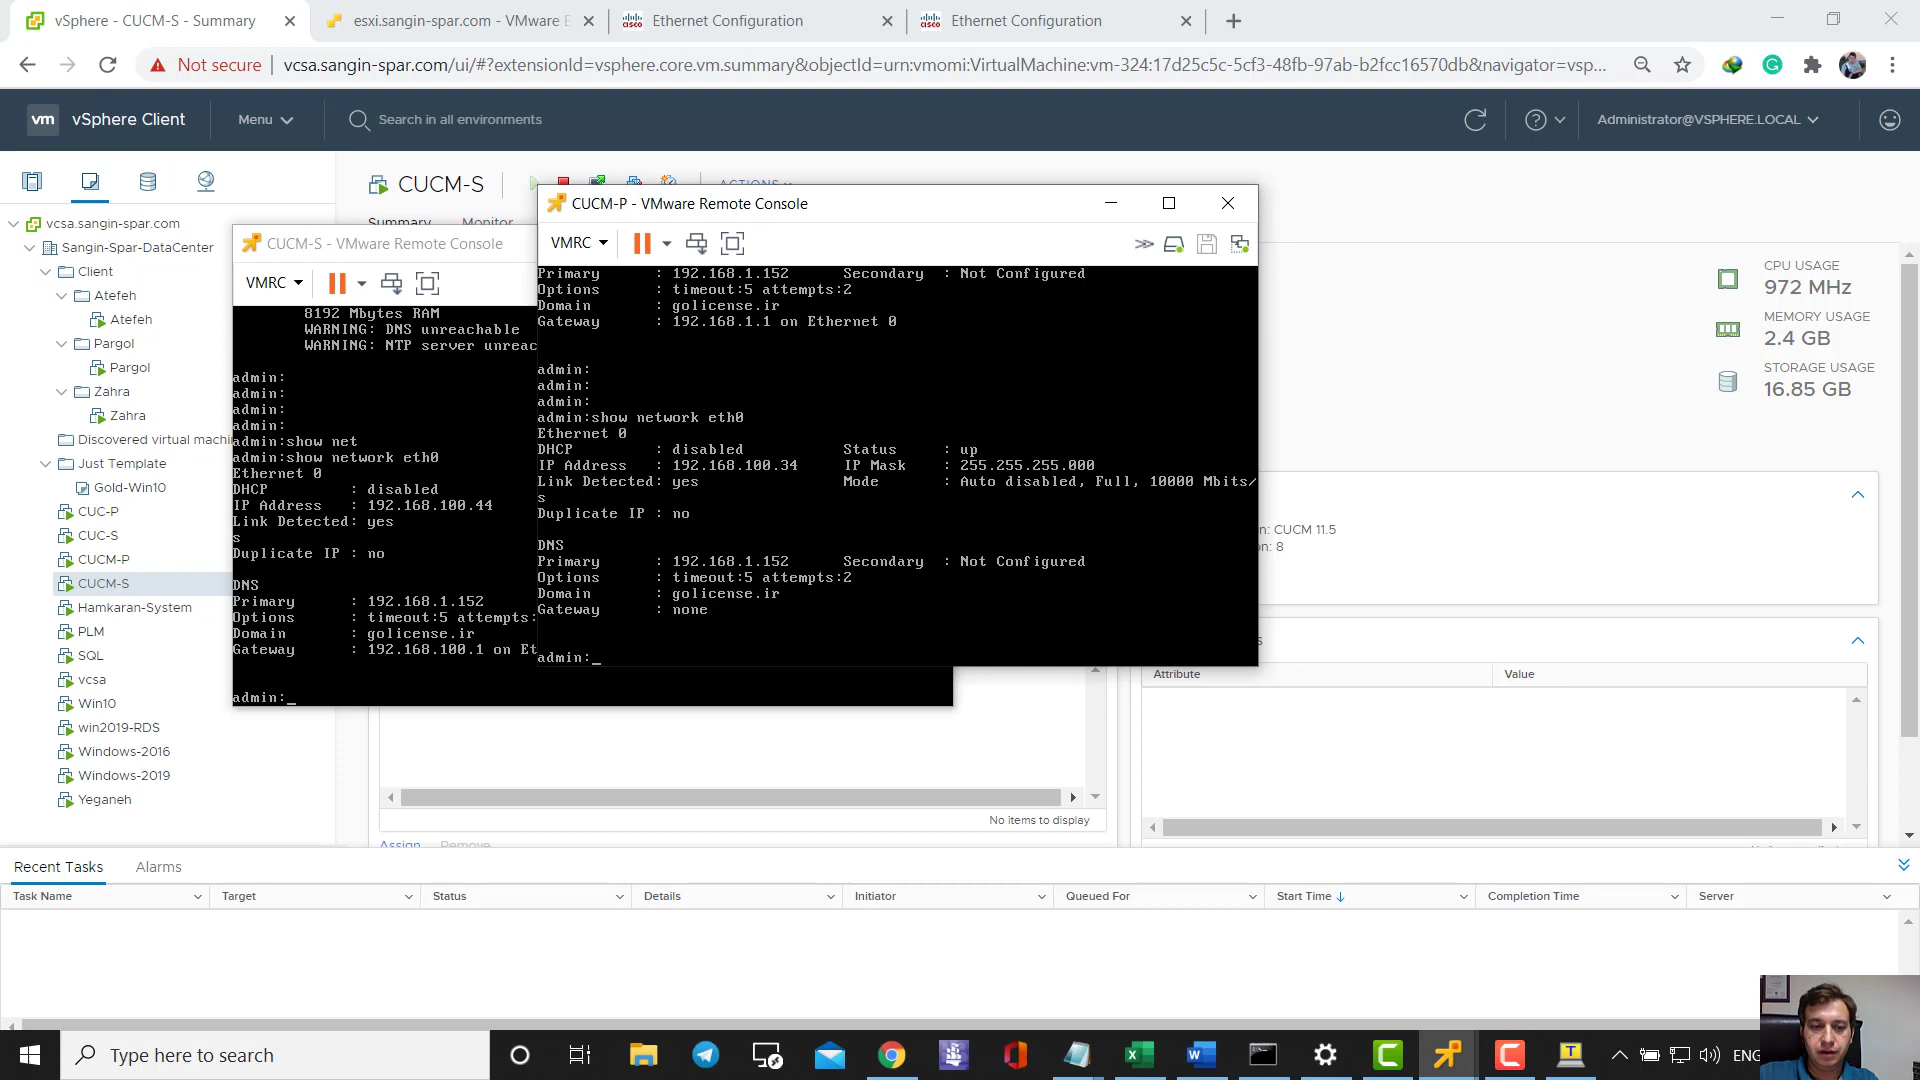 vSphere - CUCM-S - Summary
esxi.sangin-spar.com - VMware E
Ethernet Configuration
Ethernet Configuration
Not secure
vcsa.sangin-spar.com/ui/#?extensionId=vsphere.core.vm.summary&objectId=urn:vmomi:VirtualMachine:vm-324:17d25c5c-5cf3-48fb-97ab-b2fcc16570db&navigator=vsp...
vm vSphere Client
Menu
Search in all environments
Administrator@VSPHERE.LOCAL
vcsa.sangin-spar.com
Sangin-Spar-DataCenter
Client
Atefeh
Atefeh
Pargol
Pargol
Zahra
Zahra
Discovered virtual machi
Just Template
Gold-Win10
CUC-P
CUC-S
CUCM-P
CUCM-S
Hamkaran-System
PLM
SQL
vcsa
Win10
win2019-RDS
Windows-2016
Windows-2019
Yeganeh
CUCM-S
ACTIONS
Summary Monitor
CUCM-S - VMware Remote Console
VMRC
8192 Mbytes RAM
WARNING: DNS unreachable
WARNING: NTP server unreac
admin:
admin:
admin:
admin:
admin:show net
admin:show network eth0
Ethernet 0
DHCP : disabled
IP Address : 192.168.100.44
Link Detected: yes
s
Duplicate IP : no
DNS
Primary : 192.168.1.152
Options : timeout:5 attempts:
Domain : golicense.ir
Gateway : 192.168.100.1 on Et
admin:_
CUCM-P - VMware Remote Console
VMRC
Primary : 192.168.1.152 Secondary : Not Configured
Options : timeout:5 attempts:2
Domain : golicense.ir
Gateway : 192.168.1.1 on Ethernet 0
admin:
admin:
admin:
admin:show network eth0
Ethernet 0
DHCP : disabled Status : up
IP Address : 192.168.100.34 IP Mask : 255.255.255.000
Link Detected: yes Mode : Auto disabled, Full, 10000 Mbits/
s
Duplicate IP : no
DNS
Primary : 192.168.1.152 Secondary : Not Configured
Options : timeout:5 attempts:2
Domain : golicense.ir
Gateway : none
admin:_
CPU USAGE
972 MHz
MEMORY USAGE
2.4 GB
STORAGE USAGE
16.85 GB
n: CUCM 11.5
on: 8
Attribute Value
No items to display
Assign Remove
Recent Tasks Alarms
Task Name Target Status Details Initiator Queued For Start Time Completion Time Server
Type here to search
ENG